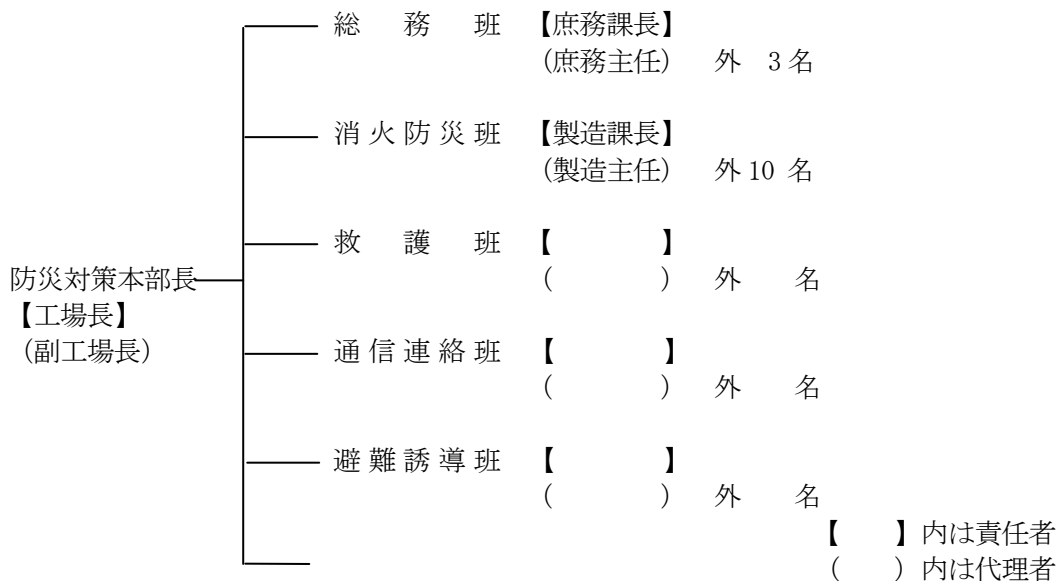 総務班 【庶務課長】
(庶務主任) 外 3名
消火防災班 【製造課長】
(製造主任) 外10 名
救護班 【 】
( ) 外 名
防災対策本部長
【工場長】
(副工場長)
通信連絡班 【 】
( ) 外 名
避難誘導班 【 】
( ) 外 名
【 】内は責任者
( )内は代理者